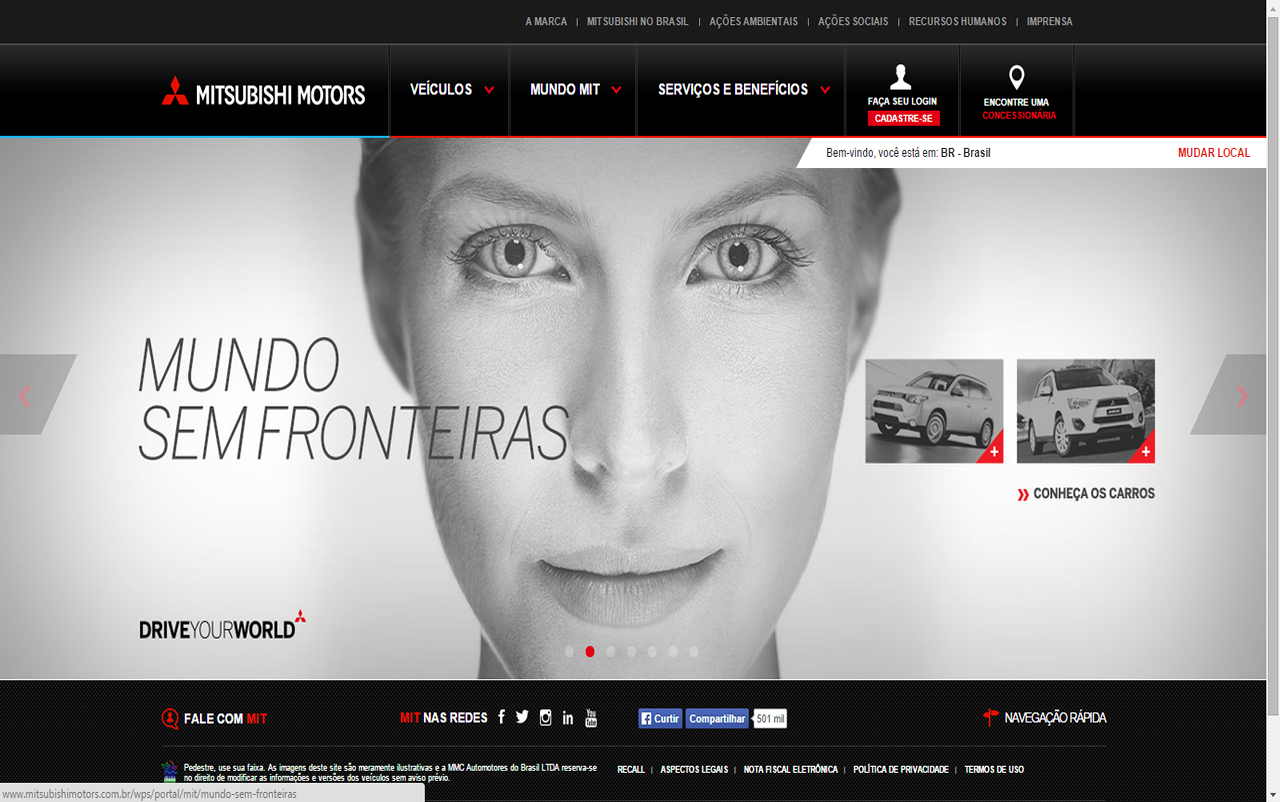 A MARCA | MITSUBISHI NO BRASIL | AÇÕES AMBIENTAIS | AÇÕES SOCIAIS | RECURSOS HUMANOS | IMPRENSA
MITSUBISHI MOTORS
VEÍCULOS
MUNDO MIT
SERVIÇOS E BENEFÍCIOS
FAÇA SEU LOGIN
CADASTRE-SE
ENCONTRE UMA
CONCESSIONÁRIA
Bem-vindo, você está em: BR - Brasil
MUDAR LOCAL
MUNDO
SEM FRONTEIRAS
CONHEÇA OS CARROS
DRIVEYOURWORLD
FALE COM MIT
MIT NAS REDES
You
Tube
Curtir
Compartilhar
501 mil
NAVEGAÇÃO RÁPIDA
Pedestre, use sua faixa. As imagens deste site são meramente ilustrativas e a MMC Automotores do Brasil LTDA reserva-se
no direito de modificar as informações e versões dos veículos sem aviso prévio.
RECALL | ASPECTOS LEGAIS | NOTA FISCAL ELETRÔNICA | POLÍTICA DE PRIVACIDADE | TERMOS DE USO
www.mitsubishimotors.com.br/wps/portal/mit/mundo-sem-fronteiras